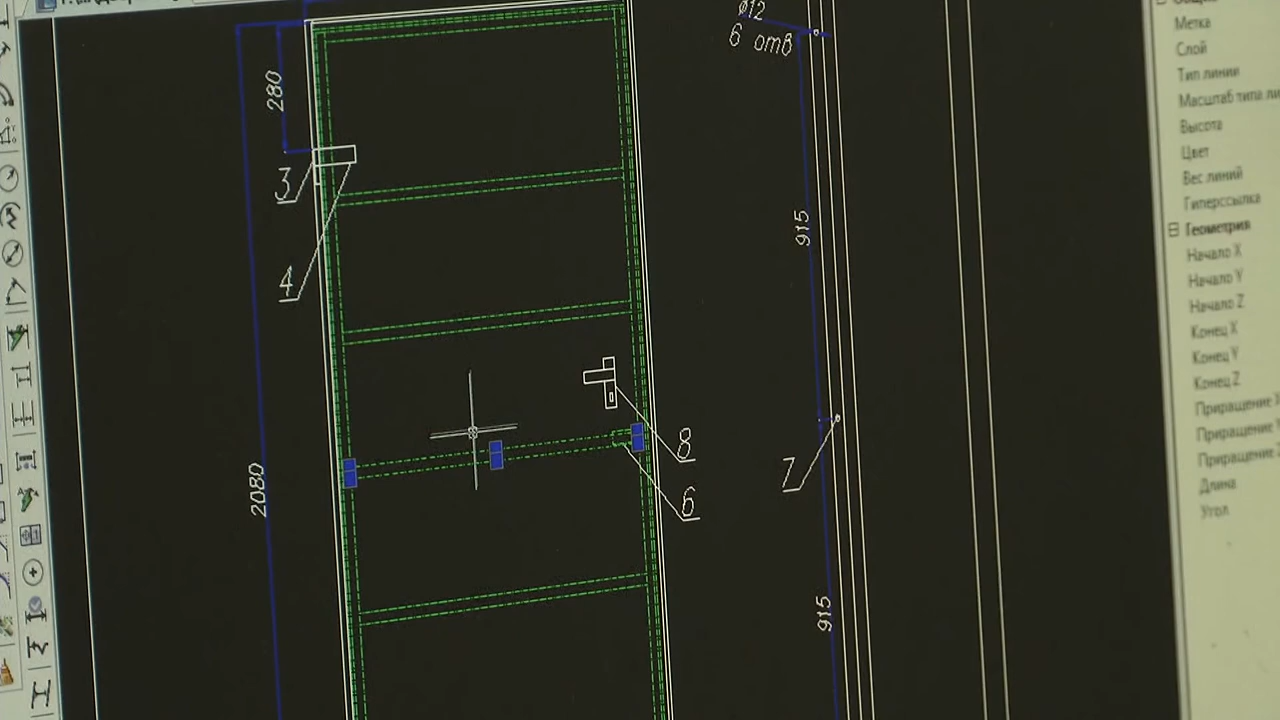 ø12
6 отв
280
3
4
915
8
7
6
2080
915
Метка
Слой
Тип линии
Масштаб типа ли
Высота
Цвет
Вес линий
Гиперссылка
Геометрия
Начало X
Начало Y
Начало Z
Конец X
Конец Y
Конец Z
Приращение X
Приращение
Приращение
Длина
Угол